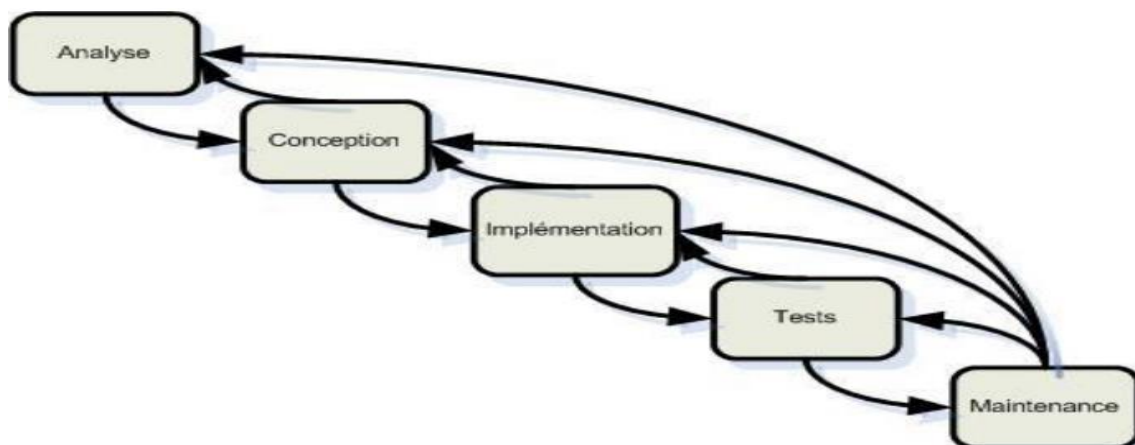 Analyse
Conception
Implémentation
Tests
Maintenance